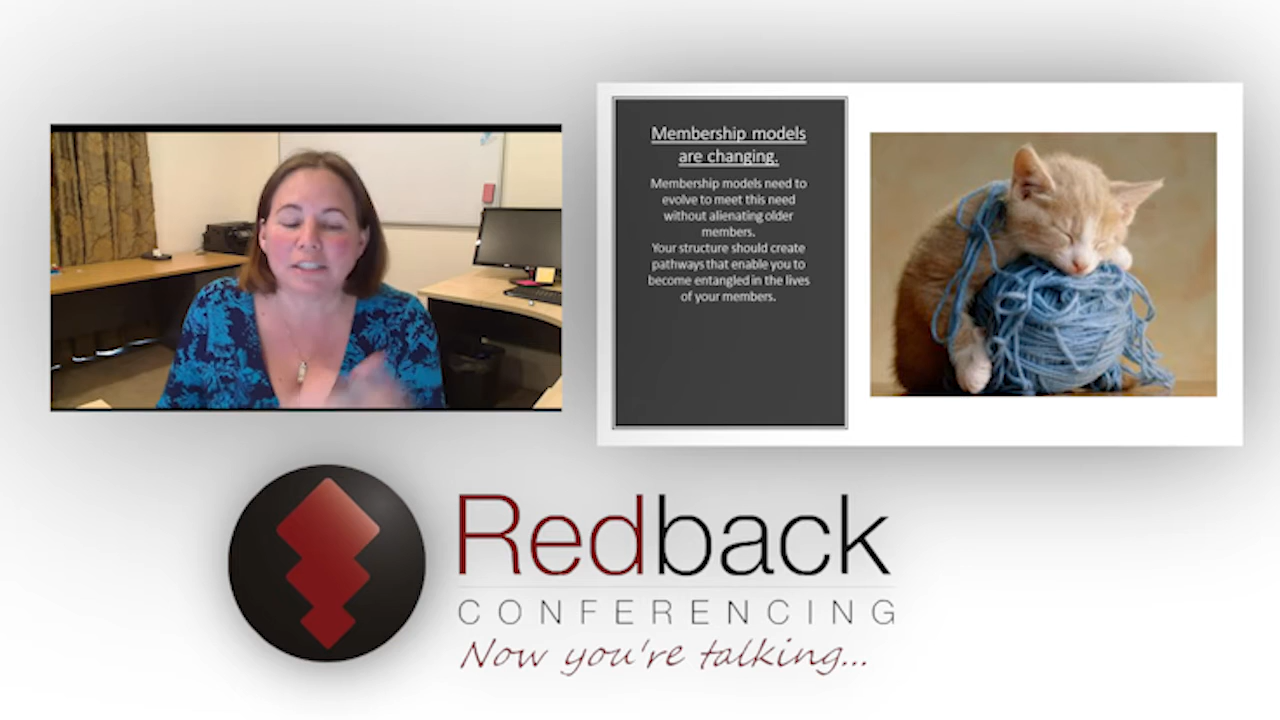 Membership models
are changing.
Membership models need to
evolve to meet this need
without alienating older
members.
Your structure should create
pathways that enable you to
become entangled in the lives
of your members.
Redback
CONFERENCING
Now you're talking...